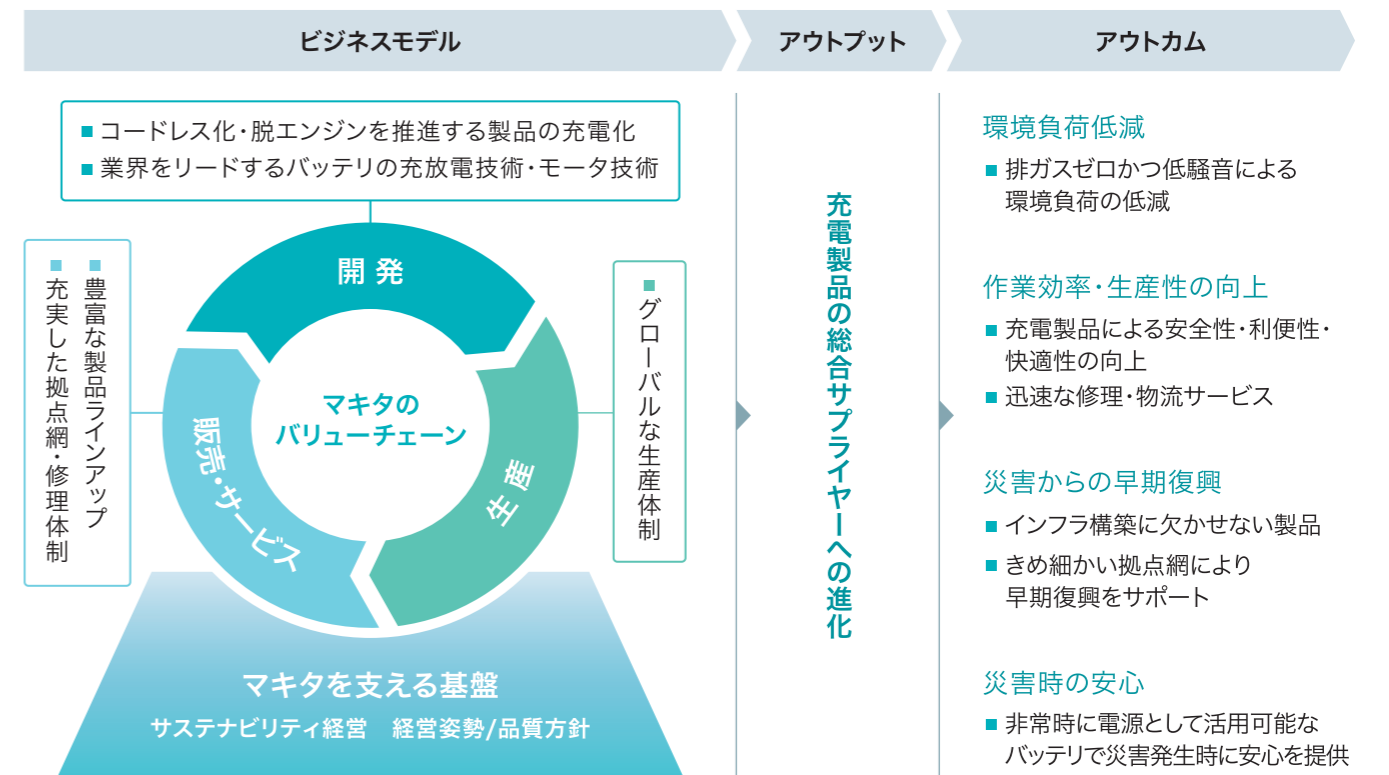 ビジネスモデル
アウトプット
アウトカム
■ コードレス化・脱エンジンを推進する製品の充電化
■ 業界をリードするバッテリの充放電技術・モータ技術
開発
■ 豊富な製品ラインアップ
■ 充実した拠点網・修理体制
販売・サービス
マキタの
バリューチェーン
生産
■ グローバルな生産体制
マキタを支える基盤
サステナビリティ経営　経営姿勢/品質方針
充電製品の総合サプライヤーへの進化
環境負荷低減
■ 排ガスゼロかつ低騒音による
環境負荷の低減
作業効率・生産性の向上
■ 充電製品による安全性・利便性・
快適性の向上
■ 迅速な修理・物流サービス
災害からの早期復興
■ インフラ構築に欠かせない製品
■ きめ細かい拠点網により
早期復興をサポート
災害時の安心
■ 非常時に電源として活用可能な
バッテリで災害発生時に安心を提供